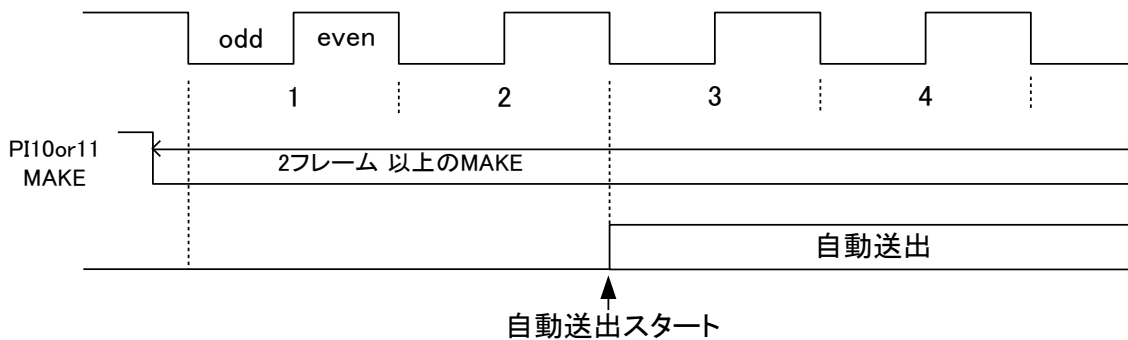 odd even
1 2 3 4
PI10or11
MAKE
2フレーム 以上のMAKE
自動送出
自動送出スタート